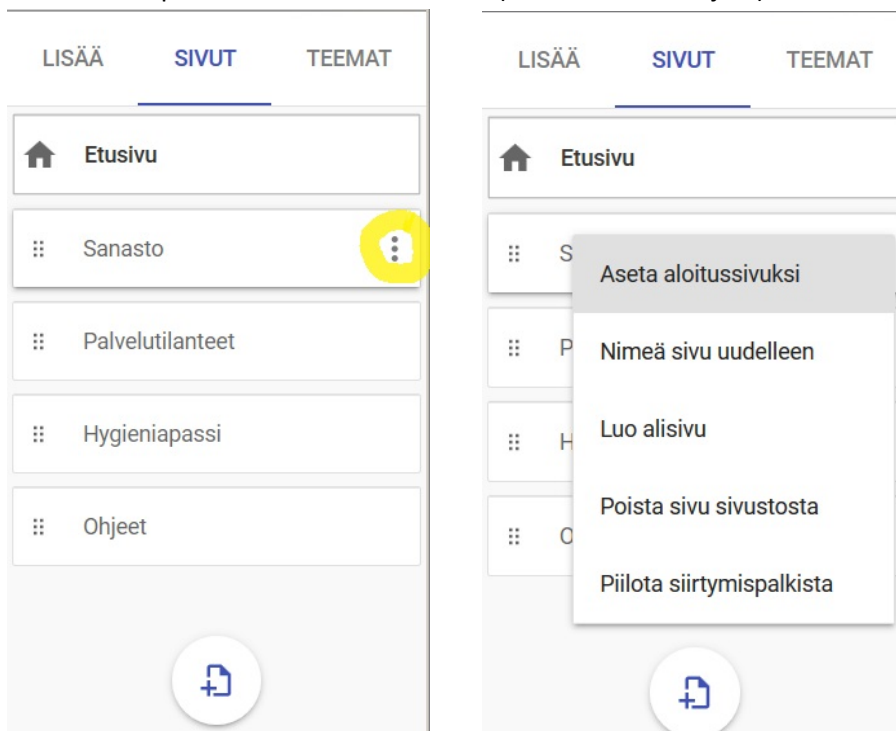 LISÄÄ SIVUT TEEMAT
Etusivu
Sanasto
Palvelutilanteet
Hygieniapassi
Ohjeet
LISÄÄ SIVUT TEEMAT
Etusivu
S
Aseta aloitussivuksi
P
Nimeä sivu uudelleen
H
Luo alisivu
Poista sivu sivustosta
O
Piilota siirtymispalkista